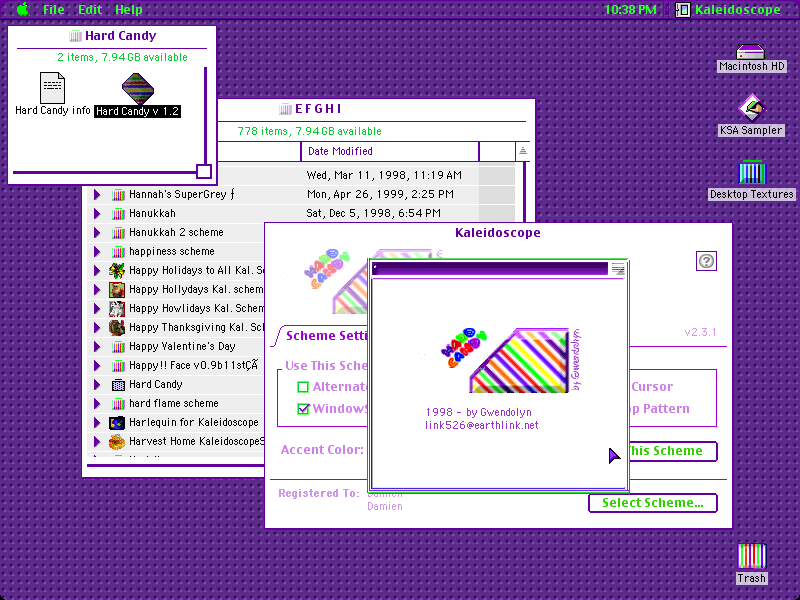 File Edit Help
10:38 PM Kaleidoscope
Hard Candy
2 items, 7.94 GB available
Hard Candy info
Hard Candy v 1.2
Macintosh HD
KSA Sampler
Desktop Textures
Trash
E F G H I
778 items, 7.94 GB available
Date Modified
Wed, Mar 11, 1998, 11:19 AM
Hannah's SuperGrey ƒ Mon, Apr 26, 1999, 2:25 PM
Hanukkah Sat, Dec 5, 1998, 6:54 PM
Hanukkah 2 scheme
happiness scheme
Happy Holidays to All Kal. S
Happy Hollydays Kal. schem
Happy Howlidays Kal. Schem
Happy Thanksgiving Kal. Sch
Happy Valentine's Day
Happy!! Face v0.9b11stÇÃ
Hard Candy
hard flame scheme
Harlequin for Kaleidoscope
Harvest Home KaleidoscopeS
Kaleidoscope
v2.3.1
Scheme Setti
Use This Sche
Alternat
WindowS
Cursor
op Pattern
Accent Color:
This Scheme
Registered To: Damien
Damien
Select Scheme...
HARD
CANDY
by Gwendolyn
1998 - by Gwendolyn
link526@earthlink.net